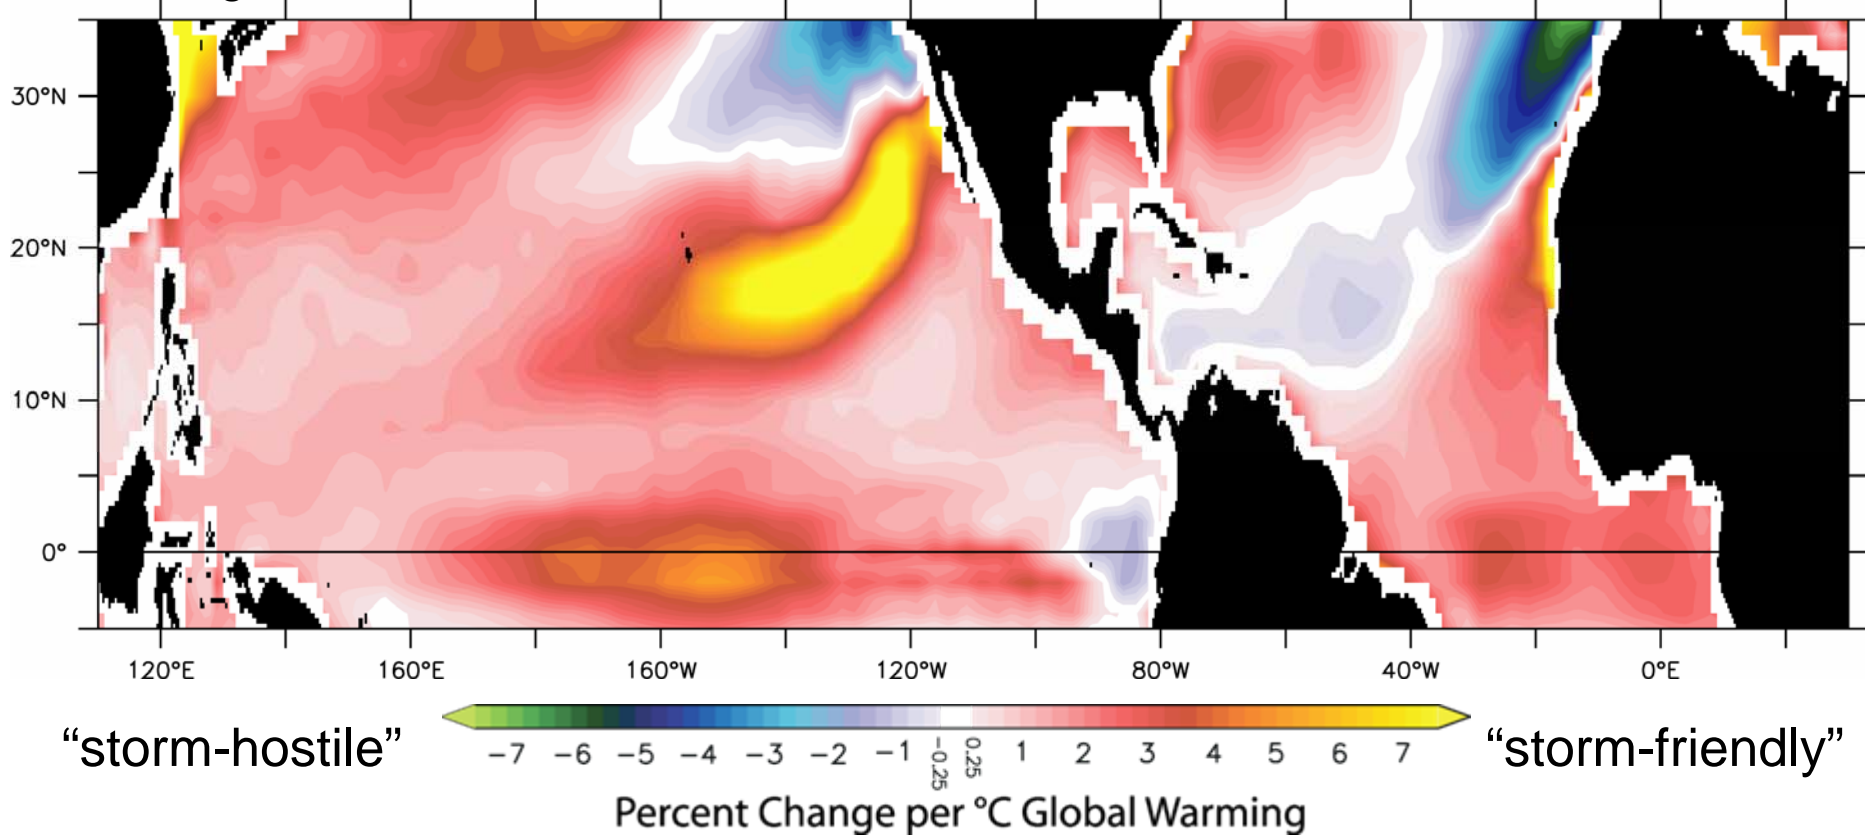 30°N
20°N
10°N
0°
120°E 160°E 160°W 120°W 80°W 40°W 0°E
“storm-hostile” −7 −6 −5 −4 −3 −2 −1 −0.25 0.25 1 2 3 4 5 6 7 “storm-friendly”
Percent Change per °C Global Warming